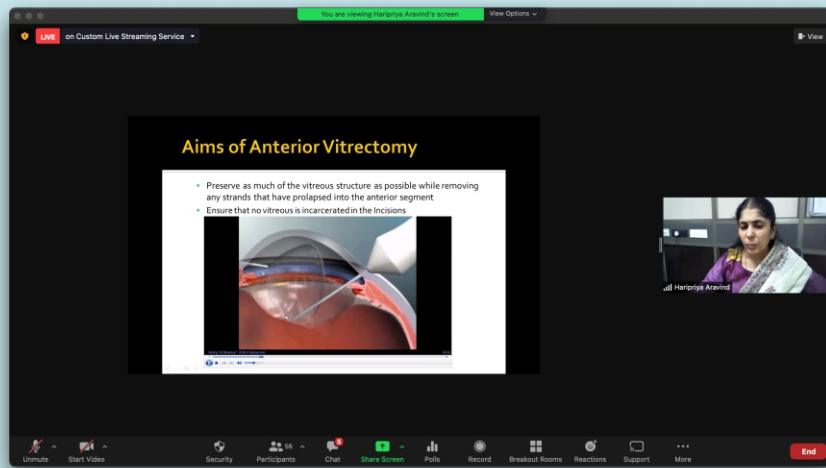 You are viewing Haripriya Aravind's screen
View Options
LIVE
on Custom Live Streaming Service
View
Aims of Anterior Vitrectomy
Preserve as much of the vitreous structure as possible while removing
any strands that have prolapsed into the anterior segment
Ensure that no vitreous is incarcerated in the Incisions
Haripriya Aravind
Unmute
Start Video
Security
56
Participants
Chat
Share Screen
Polls
Record
Breakout Rooms
Reactions
Support
More
End